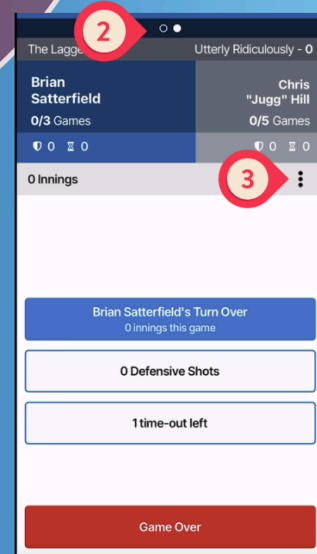 2
The Lagge
Utterly Ridiculously - 0
Brian
Satterfield
Chris
"Jugg" Hill
0/3 Games
0/5 Games
0 0
0 0
0 Innings
3
Brian Satterfield's Turn Over
0 innings this game
0 Defensive Shots
1 time-out left
Game Over